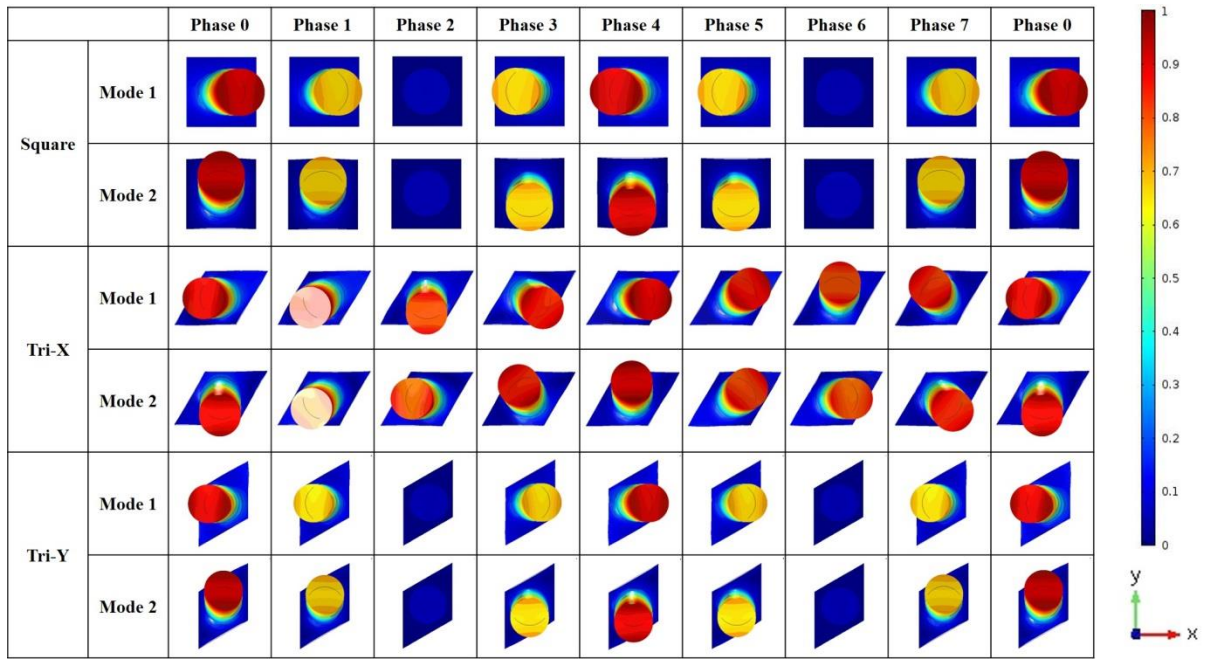 Phase 0 Phase 1 Phase 2 Phase 3 Phase 4 Phase 5 Phase 6 Phase 7 Phase 0
Square
Mode 1
Mode 2
Tri-X
Mode 1
Mode 2
Tri-Y
Mode 1
Mode 2
1
0.9
0.8
0.7
0.6
0.5
0.4
0.3
0.2
0.1
0
y
x